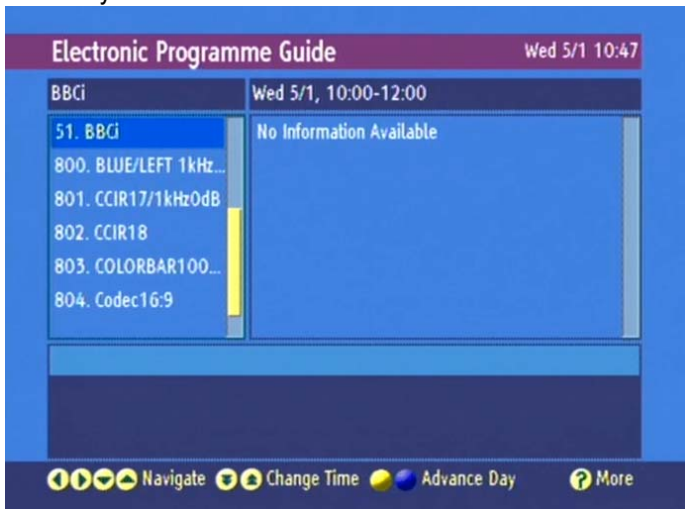 Electronic Programme Guide Wed 5/1 10:47
BBCi Wed 5/1, 10:00-12:00
51. BBCi No Information Available
800. BLUE/LEFT 1kHz...
801. CCIR17/1kHz0dB
802. CCIR18
803. COLORBAR100...
804. Codec16:9
Navigate Change Time Advance Day ? More